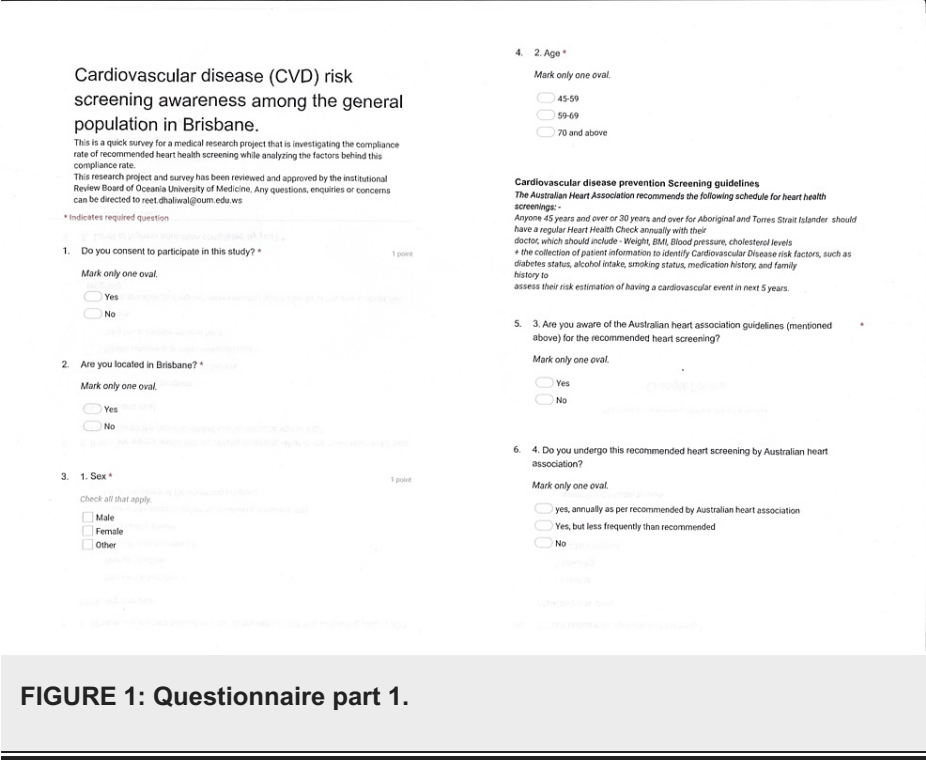 Cardiovascular disease (CVD) risk
screening awareness among the general
population in Brisbane.
This is a quick survey for a medical research project that is investigating the compliance
rate of recommended heart health screening while analyzing the factors behind this
compliance rate.
This research project and survey has been reviewed and approved by the institutional
Review Board of Oceania University of Medicine, Any questions, enquiries or concerns
can be directed to reet.dhaliwal@oum.edu.ws
* Indicates required question
1. Do you consent to participate in this study? * 1 point
Mark only one oval.
Yes
No
2. Are you located in Brisbane? *
Mark only one oval.
Yes
No
3. 1. Sex * 1 point
Check all that apply.
Male
Female
Other
4. 2. Age *
Mark only one oval.
45-59
59-69
70 and above
Cardiovascular disease prevention Screening guidelines
The Australian Heart Association recommends the following schedule for heart health
screenings: -
Anyone 45 years and over or 30 years and over for Aboriginal and Torres Strait Islander should
have a regular Heart Health Check annually with their
doctor, which should include - Weight, BMI, Blood pressure, cholesterol levels
+ the collection of patient information to identify Cardiovascular Disease risk factors, such as
diabetes status, alcohol intake, smoking status, medication history, and family
history to
assess their risk estimation of having a cardiovascular event in next 5 years.
5. 3. Are you aware of the Australian heart association guidelines (mentioned *
above) for the recommended heart screening?
Mark only one oval.
Yes
No
6. 4. Do you undergo this recommended heart screening by Australian heart
association?
Mark only one oval.
yes, annually as per recommended by Australian heart association
Yes, but less frequently than recommended
No
FIGURE 1: Questionnaire part 1.